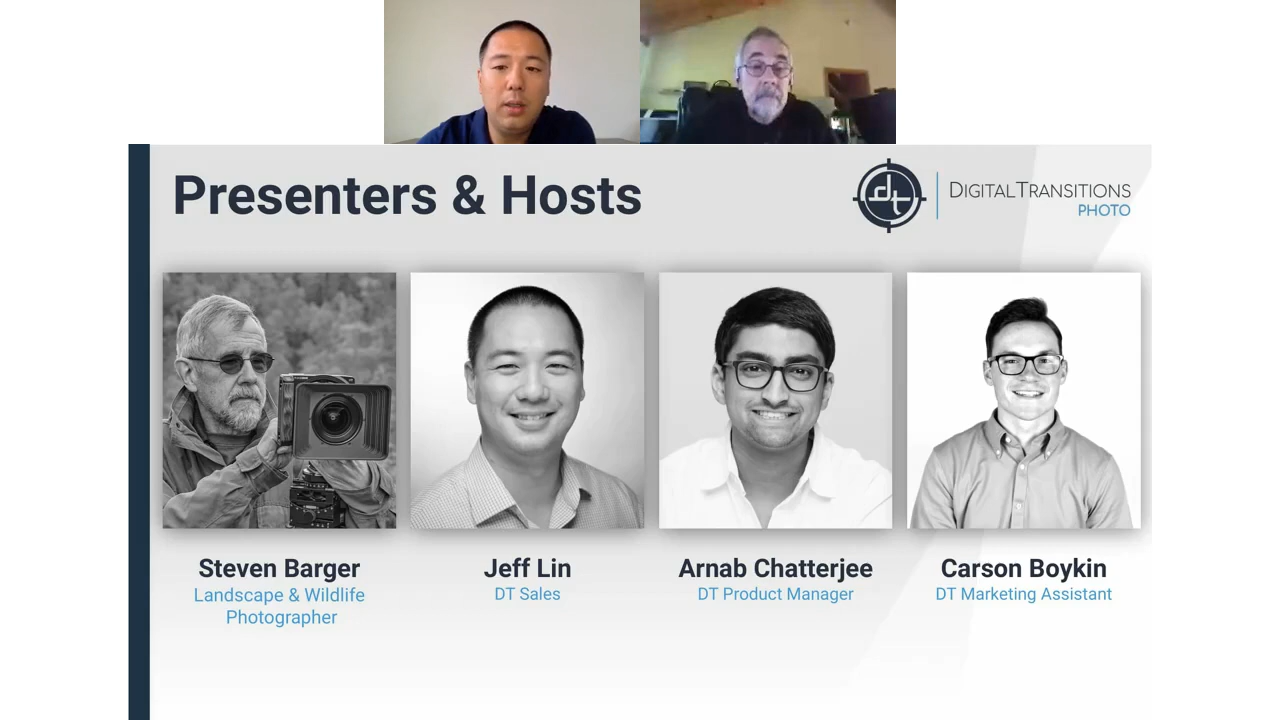 Presenters & Hosts
dt
DIGITALTRANSITIONS
PHOTO
Steven Barger
Landscape & Wildlife
Photographer
Jeff Lin
DT Sales
Arnab Chatterjee
DT Product Manager
Carson Boykin
DT Marketing Assistant